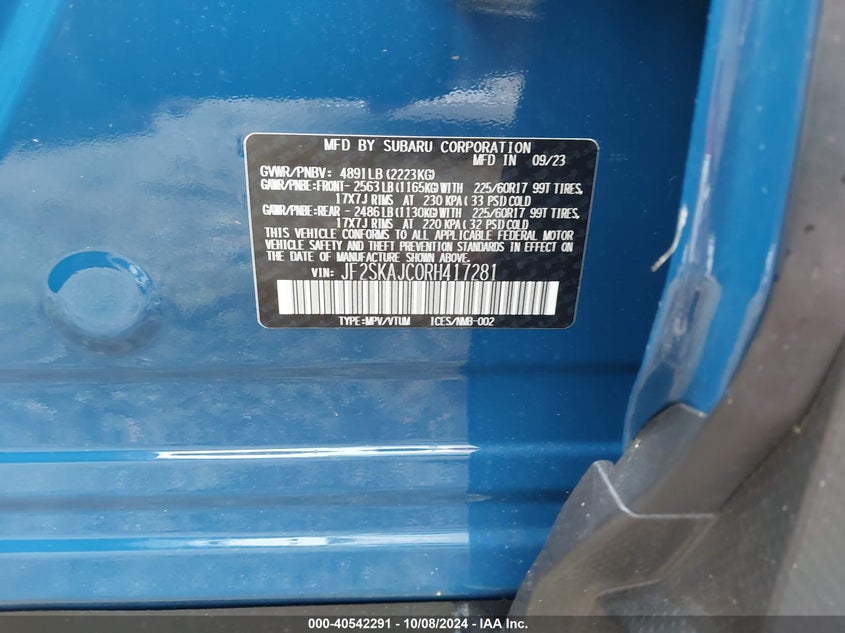 MFD BY SUBARU CORPORATION
MFD IN 09/23
GVWR/PNBV: 4891LB (2223KG)
GAWR/PNBE:FRONT- 2563LB(1165KG)WITH 225/60R17 99T TIRES,
17X7J RIMS AT 230 KPA( 33 PSI)COLD
GAWR/PNBE:REAR - 2486LB(1130KG)WITH 225/60R17 99T TIRES,
17X7J RIMS AT 220 KPA( 32 PSI)COLD
THIS VEHICLE CONFORMS TO ALL APPLICABLE FEDERAL MOTOR
VEHICLE SAFETY AND THEFT PREVENTION STANDARDS IN EFFECT
ON THE DATE OF MANUFACTURE SHOWN ABOVE.
VIN: JF2SKAJC0RH417281
TYPE:MPV/VTUM ICES/NMB-002
000-40542291 - 10/08/2024 - IAA Inc.